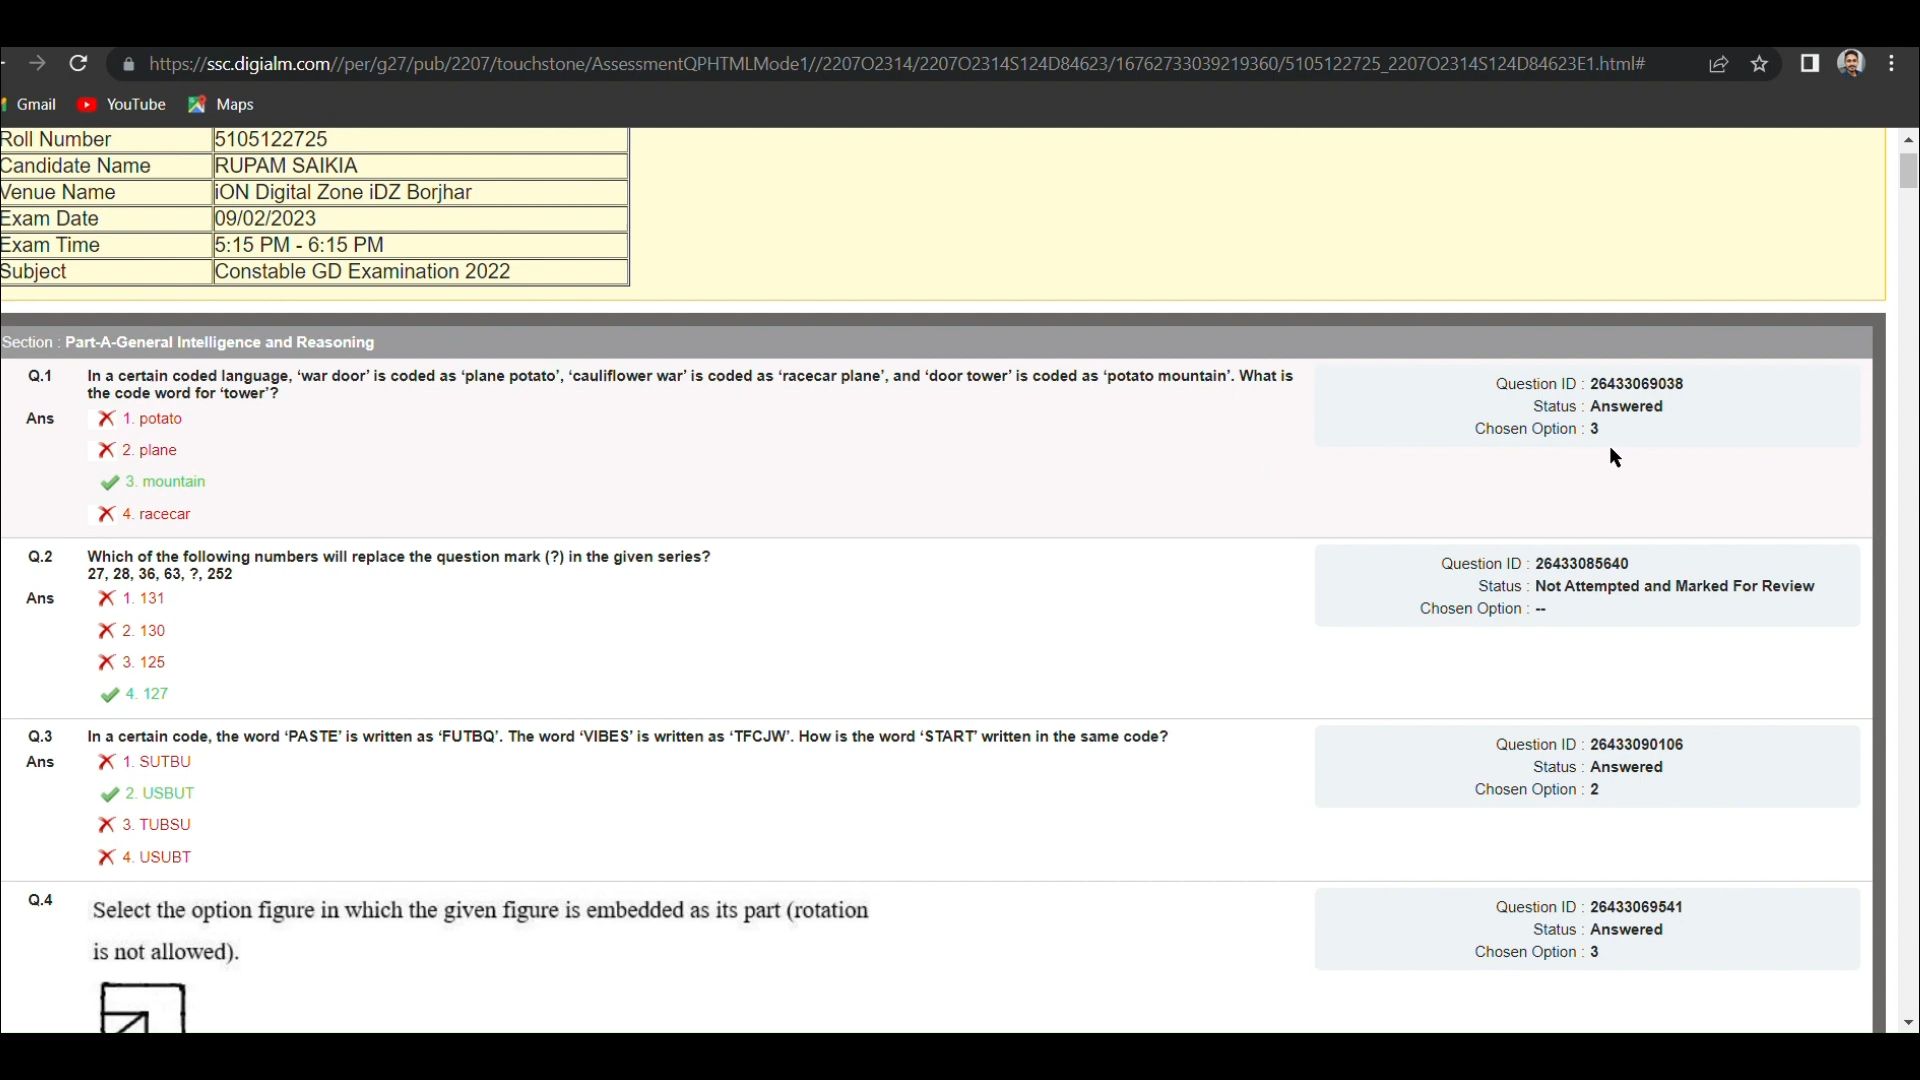 https://ssc.digialm.com//per/g27/pub/2207/touchstone/AssessmentQPHTMLMode1//2207O2314/2207O2314S124D84623/16762733039219360/5105122725_2207O2314S124D84623E1.html#
Gmail YouTube Maps
Roll Number 5105122725
Candidate Name RUPAM SAIKIA
Venue Name iON Digital Zone iDZ Borjhar
Exam Date 09/02/2023
Exam Time 5:15 PM - 6:15 PM
Subject Constable GD Examination 2022
Section : Part-A-General Intelligence and Reasoning
Q.1 In a certain coded language, ‘war door’ is coded as ‘plane potato’, ‘cauliflower war’ is coded as ‘racecar plane’, and ‘door tower’ is coded as ‘potato mountain’. What is
the code word for ‘tower’?
Ans 1. potato
2. plane
3. mountain
4. racecar
Question ID : 26433069038
Status : Answered
Chosen Option : 3
Q.2 Which of the following numbers will replace the question mark (?) in the given series?
27, 28, 36, 63, ?, 252
Ans 1. 131
2. 130
3. 125
4. 127
Question ID : 26433085640
Status : Not Attempted and Marked For Review
Chosen Option : --
Q.3 In a certain code, the word ‘PASTE’ is written as ‘FUTBQ’. The word ‘VIBES’ is written as ‘TFCJW’. How is the word ‘START’ written in the same code?
Ans 1. SUTBU
2. USBUT
3. TUBSU
4. USUBT
Question ID : 26433090106
Status : Answered
Chosen Option : 2
Q.4 Select the option figure in which the given figure is embedded as its part (rotation
is not allowed).
Question ID : 26433069541
Status : Answered
Chosen Option : 3